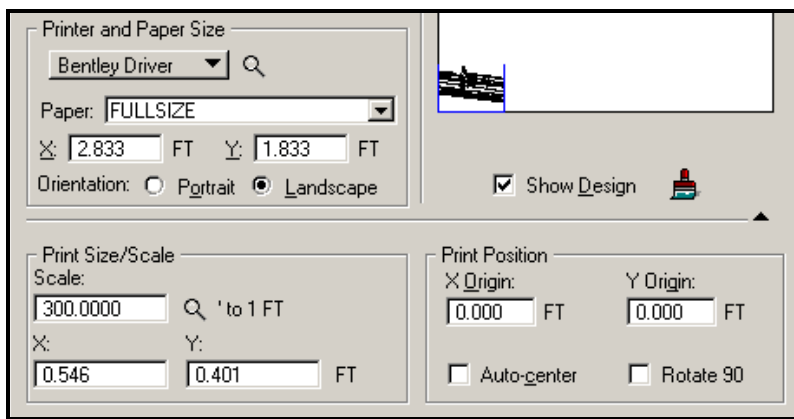 Printer and Paper Size
Bentley Driver
Paper: FULLSIZE
X: 2.833 FT Y: 1.833 FT
Orientation: Portrait Landscape
Show Design
Print Size/Scale
Scale:
300.0000 ' to 1 FT
X: Y:
0.546 0.401 FT
Print Position
X Origin: Y Origin:
0.000 FT 0.000 FT
Auto-center Rotate 90